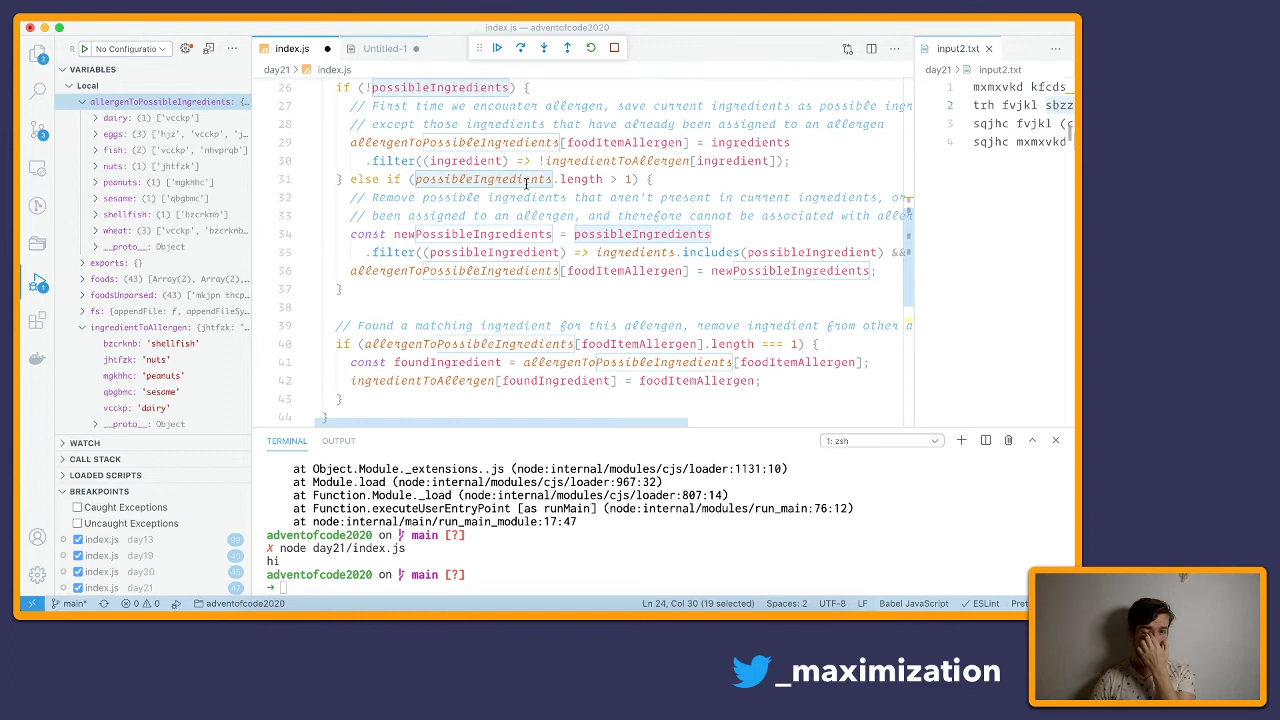 index.js — adventofcode2020
R
No Configuratio
index.js
Untitled-1
input2.txt
VARIABLES
day21
index.js
day21
input2.txt
Local
allergenToPossibleIngredients: {…
dairy: (1) ['vcckp']
eggs: (3) ['hjz', 'vcckp', 'j…
fish: (2) ['vcckp', 'nhvprqb']
nuts: (1) ['jhtfzk']
peanuts: (1) ['mgkhhc']
sesame: (1) ['qbgbmc']
shellfish: (1) ['bzcrknb']
wheat: (3) ['vcckp', 'bzcrknb…
__proto__: Object
exports: {}
foods: (43) [Array(2), Array(2),
foodsUnparsed: (43) ['mkjpn thcp…
fs: {appendFile: ƒ, appendFileSy…
ingredientToAllergen: {jhtfzk: '…
bzcrknb: 'shellfish'
jhtfzk: 'nuts'
mgkhhc: 'peanuts'
qbgbmc: 'sesame'
vcckp: 'dairy'
__proto__: Object
WATCH
CALL STACK
LOADED SCRIPTS
BREAKPOINTS
Caught Exceptions
Uncaught Exceptions
index.js day13
index.js day19
index.js day20
index.js day21
26 if (!possibleIngredients) {
27 // First time we encounter allergen, save current ingredients as possible ingr
28 // except those ingredients that have already been assigned to an allergen
29 allergenToPossibleIngredients[foodItemAllergen] = ingredients
30 .filter((ingredient) => !ingredientToAllergen[ingredient]);
31 } else if (possibleIngredients.length > 1) {
32 // Remove possible ingredients that aren't present in current ingredients, or
33 // been assigned to an allergen, and therefore cannot be associated with aller
34 const newPossibleIngredients = possibleIngredients
35 .filter((possibleIngredient) => ingredients.includes(possibleIngredient) &&
36 allergenToPossibleIngredients[foodItemAllergen] = newPossibleIngredients;
37 }
38
39 // Found a matching ingredient for this allergen, remove ingredient from other a
40 if (allergenToPossibleIngredients[foodItemAllergen].length === 1) {
41 const foundIngredient = allergenToPossibleIngredients[foodItemAllergen];
42 ingredientToAllergen[foundIngredient] = foodItemAllergen;
43 }
44 }
1 mxmxvkd kfcds
2 trh fvjkl sbzz
3 sqjhc fvjkl (c
4 sqjhc mxmxvkd
TERMINAL
OUTPUT
1: zsh
at Object.Module._extensions..js (node:internal/modules/cjs/loader:1131:10)
at Module.load (node:internal/modules/cjs/loader:967:32)
at Function.Module._load (node:internal/modules/cjs/loader:807:14)
at Function.executeUserEntryPoint [as runMain] (node:internal/modules/run_main:76:12)
at node:internal/main/run_main_module:17:47
adventofcode2020 on main [?]
✗ node day21/index.js
hi
adventofcode2020 on main [?]
→
main*
0 0
adventofcode2020
Ln 24, Col 30 (19 selected)
Spaces: 2
UTF-8
LF
Babel JavaScript
ESLint
Pret
_maximization